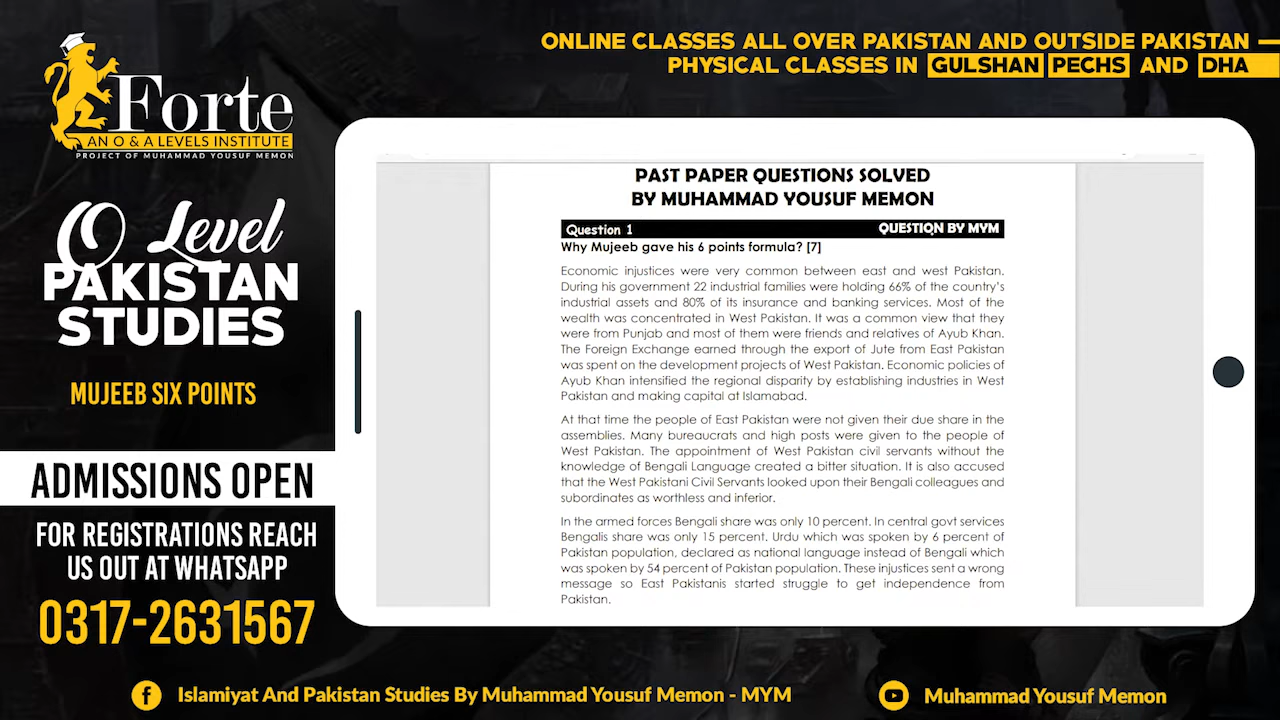 Forte
AN O & A LEVELS INSTITUTE
PROJECT OF MUHAMMAD YOUSUF MEMON
O Level
PAKISTAN
STUDIES
MUJEEB SIX POINTS
ADMISSIONS OPEN
FOR REGISTRATIONS REACH
US OUT AT WHATSAPP
0317-2631567
ONLINE CLASSES ALL OVER PAKISTAN AND OUTSIDE PAKISTAN
PHYSICAL CLASSES IN GULSHAN PECHS AND DHA
PAST PAPER QUESTIONS SOLVED
BY MUHAMMAD YOUSUF MEMON
Question 1 QUESTION BY MYM
Why Mujeeb gave his 6 points formula? [7]
Economic injustices were very common between east and west Pakistan.
During his government 22 industrial families were holding 66% of the country's
industrial assets and 80% of its insurance and banking services. Most of the
wealth was concentrated in West Pakistan. It was a common view that they
were from Punjab and most of them were friends and relatives of Ayub Khan.
The Foreign Exchange earned through the export of Jute from East Pakistan
was spent on the development projects of West Pakistan. Economic policies of
Ayub Khan intensified the regional disparity by establishing industries in West
Pakistan and making capital at Islamabad.
At that time the people of East Pakistan were not given their due share in the
assemblies. Many bureaucrats and high posts were given to the people of
West Pakistan. The appointment of West Pakistan civil servants without the
knowledge of Bengali Language created a bitter situation. It is also accused
that the West Pakistani Civil Servants looked upon their Bengali colleagues and
subordinates as worthless and inferior.
In the armed forces Bengali share was only 10 percent. In central govt services
Bengalis share was only 15 percent. Urdu which was spoken by 6 percent of
Pakistan population, declared as national language instead of Bengali which
was spoken by 54 percent of Pakistan population. These injustices sent a wrong
message so East Pakistanis started struggle to get independence from
Pakistan.
Islamiyat And Pakistan Studies By Muhammad Yousuf Memon - MYM
Muhammad Yousuf Memon